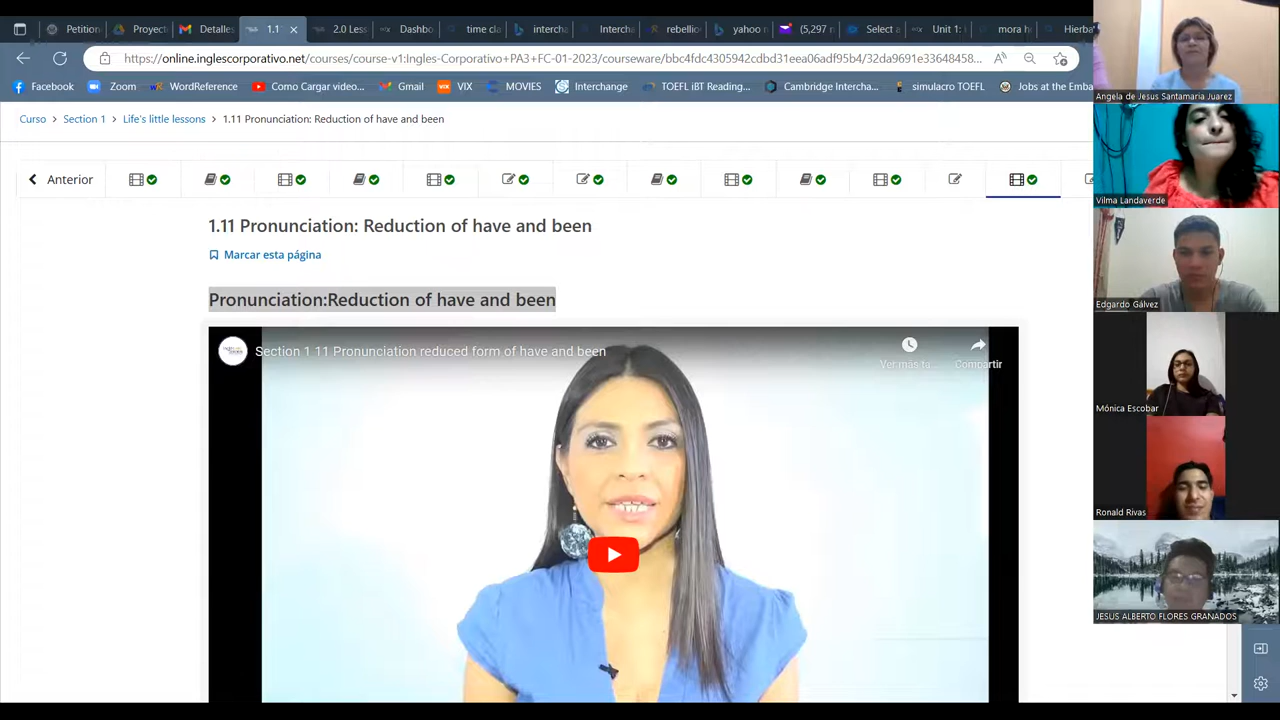 Petition
Proyect
Detalles
1.1
2.0 Less
Dashbo
time cla
intercha
Intercha
rebellio
yahoo n
(5,297
Select a
Unit 1:
mora h
Hierba
https://online.inglescorporativo.net/courses/course-v1:Ingles-Corporativo+PA3+FC-01-2023/courseware/bbc4fdc4305942cdbd31eea06adf95b4/32da9691e33648458...
Facebook
Zoom
WordReference
Como Cargar video...
Gmail
VIX
MOVIES
Interchange
TOEFL iBT Reading...
Cambridge Intercha...
simulacro TOEFL
Jobs at the Emba
Curso > Section 1 > Life's little lessons > 1.11 Pronunciation: Reduction of have and been
Anterior
1.11 Pronunciation: Reduction of have and been
Marcar esta página
Pronunciation:Reduction of have and been
Section 1 11 Pronunciation reduced form of have and been
Ver más ta...
Compartir
Angela de Jesus Santamaria Juarez
Vilma Landaverde
Edgardo Gálvez
Mónica Escobar
Ronald Rivas
JESUS ALBERTO FLORES GRANADOS